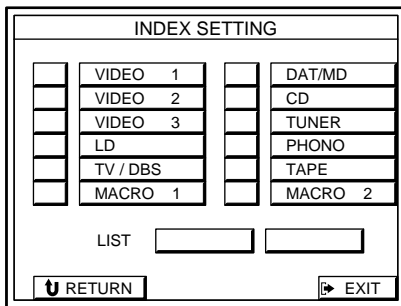 INDEX SETTING
VIDEO 1 DAT/MD
VIDEO 2 CD
VIDEO 3 TUNER
LD PHONO
TV / DBS TAPE
MACRO 1 MACRO 2
LIST
RETURN EXIT